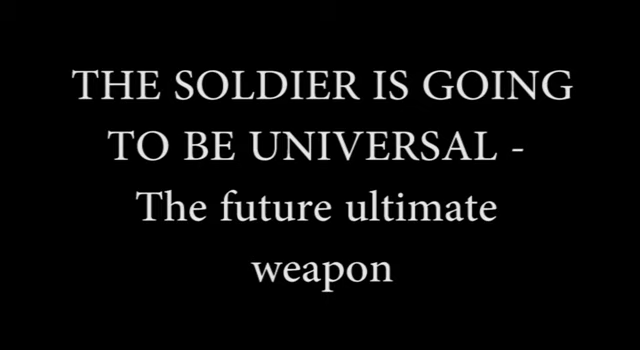 THE SOLDIER IS GOING
TO BE UNIVERSAL -
The future ultimate
weapon